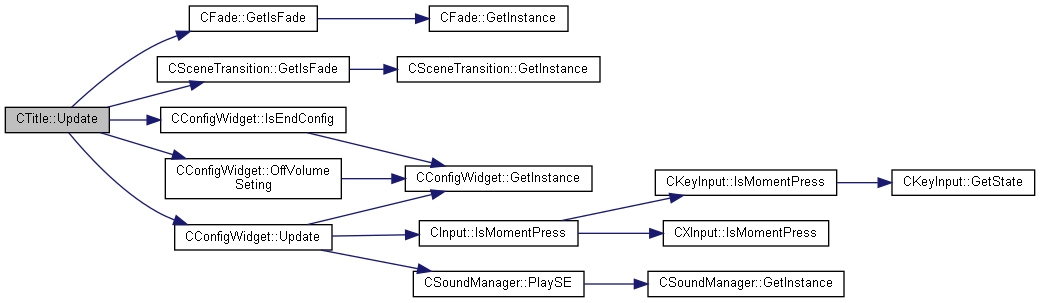 CTitle::Update
CFade::GetIsFade
CFade::GetInstance
CSceneTransition::GetIsFade
CSceneTransition::GetInstance
CConfigWidget::IsEndConfig
CConfigWidget::OffVolume
Seting
CConfigWidget::GetInstance
CConfigWidget::Update
CInput::IsMomentPress
CKeyInput::IsMomentPress
CKeyInput::GetState
CXInput::IsMomentPress
CSoundManager::PlaySE
CSoundManager::GetInstance